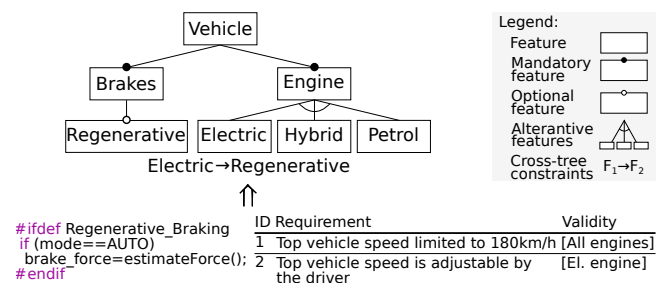 Vehicle
Brakes
Engine
Regenerative
Electric
Hybrid
Petrol
Electric→Regenerative
Legend:
Feature
Mandatory
feature
Optional
feature
Alterantive
features
Cross-tree
constraints
F₁→F₂
#ifdef Regenerative_Braking
if (mode==AUTO)
brake_force=estimateForce();
#endif
ID Requirement Validity
1 Top vehicle speed limited to 180km/h [All engines]
2 Top vehicle speed is adjustable by [El. engine]
the driver